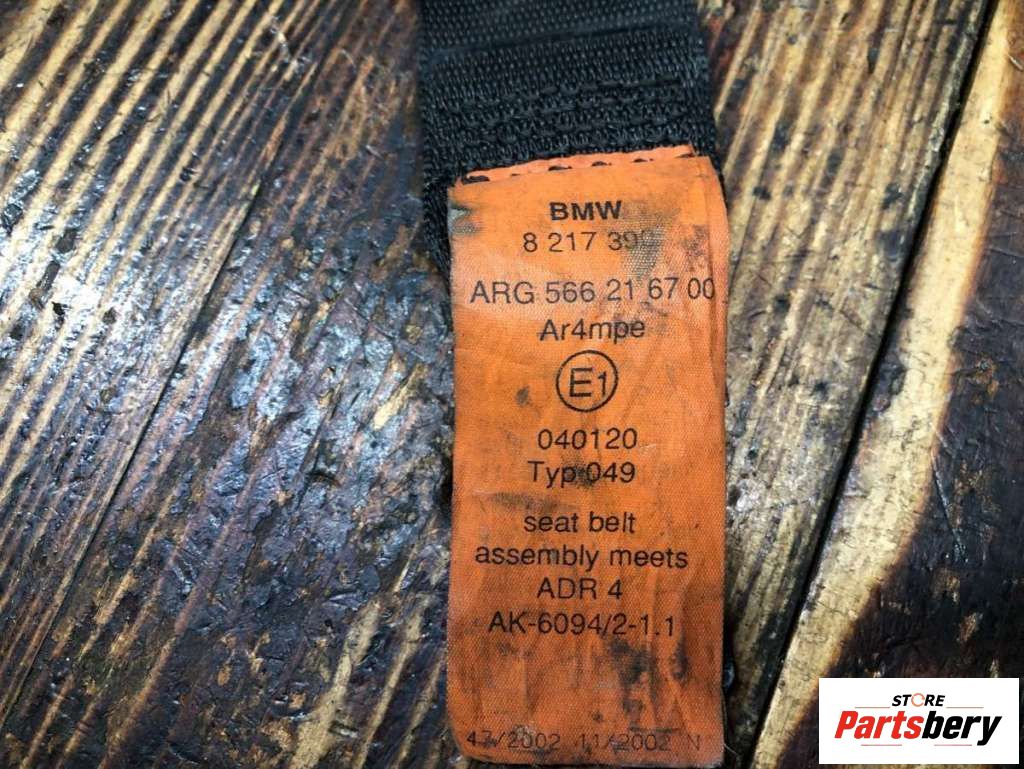 BMW
8 217
ARG 566 21 67 00
Ar4mpe
E1
040120
Typ 049
seat belt
assembly meets
ADR 4
AK-6094/2-1.1
47/2002 11/2002 N
STORE
Partsbery